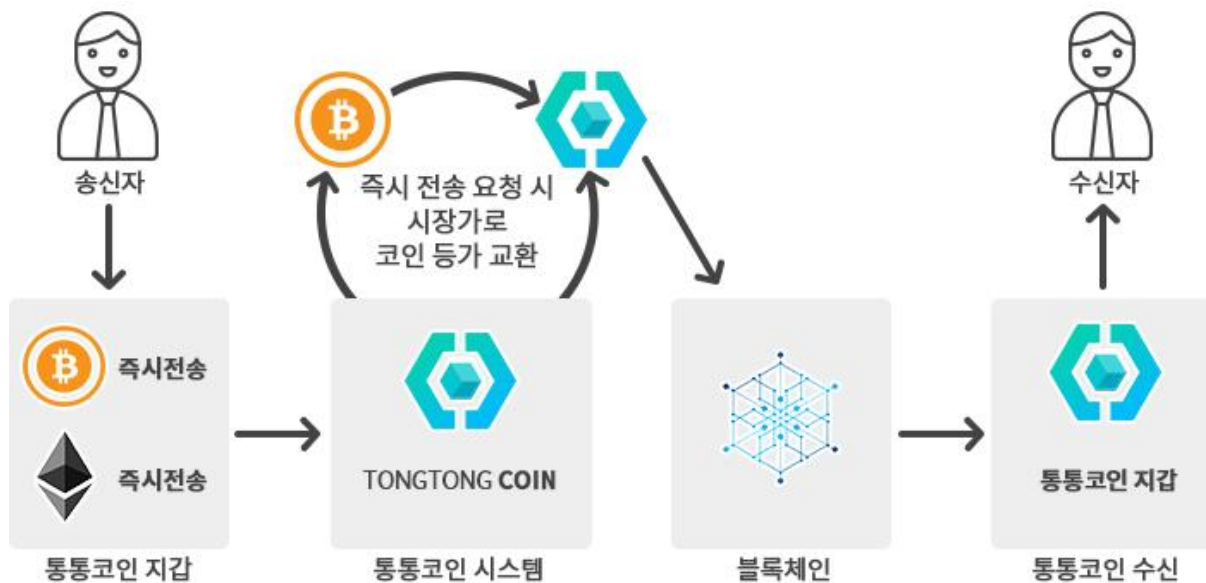 송신자
수신자
즉시 전송 요청 시
시장가로
코인 등가 교환
즉시전송
즉시전송
TONGTONG COIN
통통코인 지갑
통통코인 지갑
통통코인 시스템
블록체인
통통코인 수신